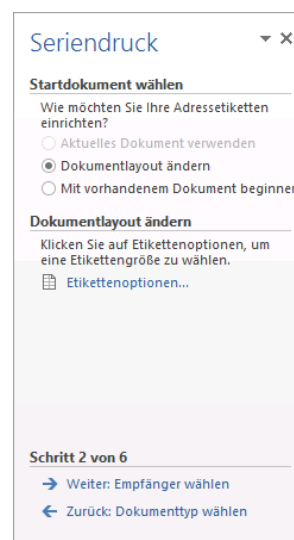 Seriendruck
Startdokument wählen
Wie möchten Sie Ihre Adressetiketten
einrichten?
Aktuelles Dokument verwenden
Dokumentlayout ändern
Mit vorhandenem Dokument beginnen
Dokumentlayout ändern
Klicken Sie auf Etikettenoptionen, um
eine Etikettengröße zu wählen.
Etikettenoptionen...
Schritt 2 von 6
Weiter: Empfänger wählen
Zurück: Dokumenttyp wählen